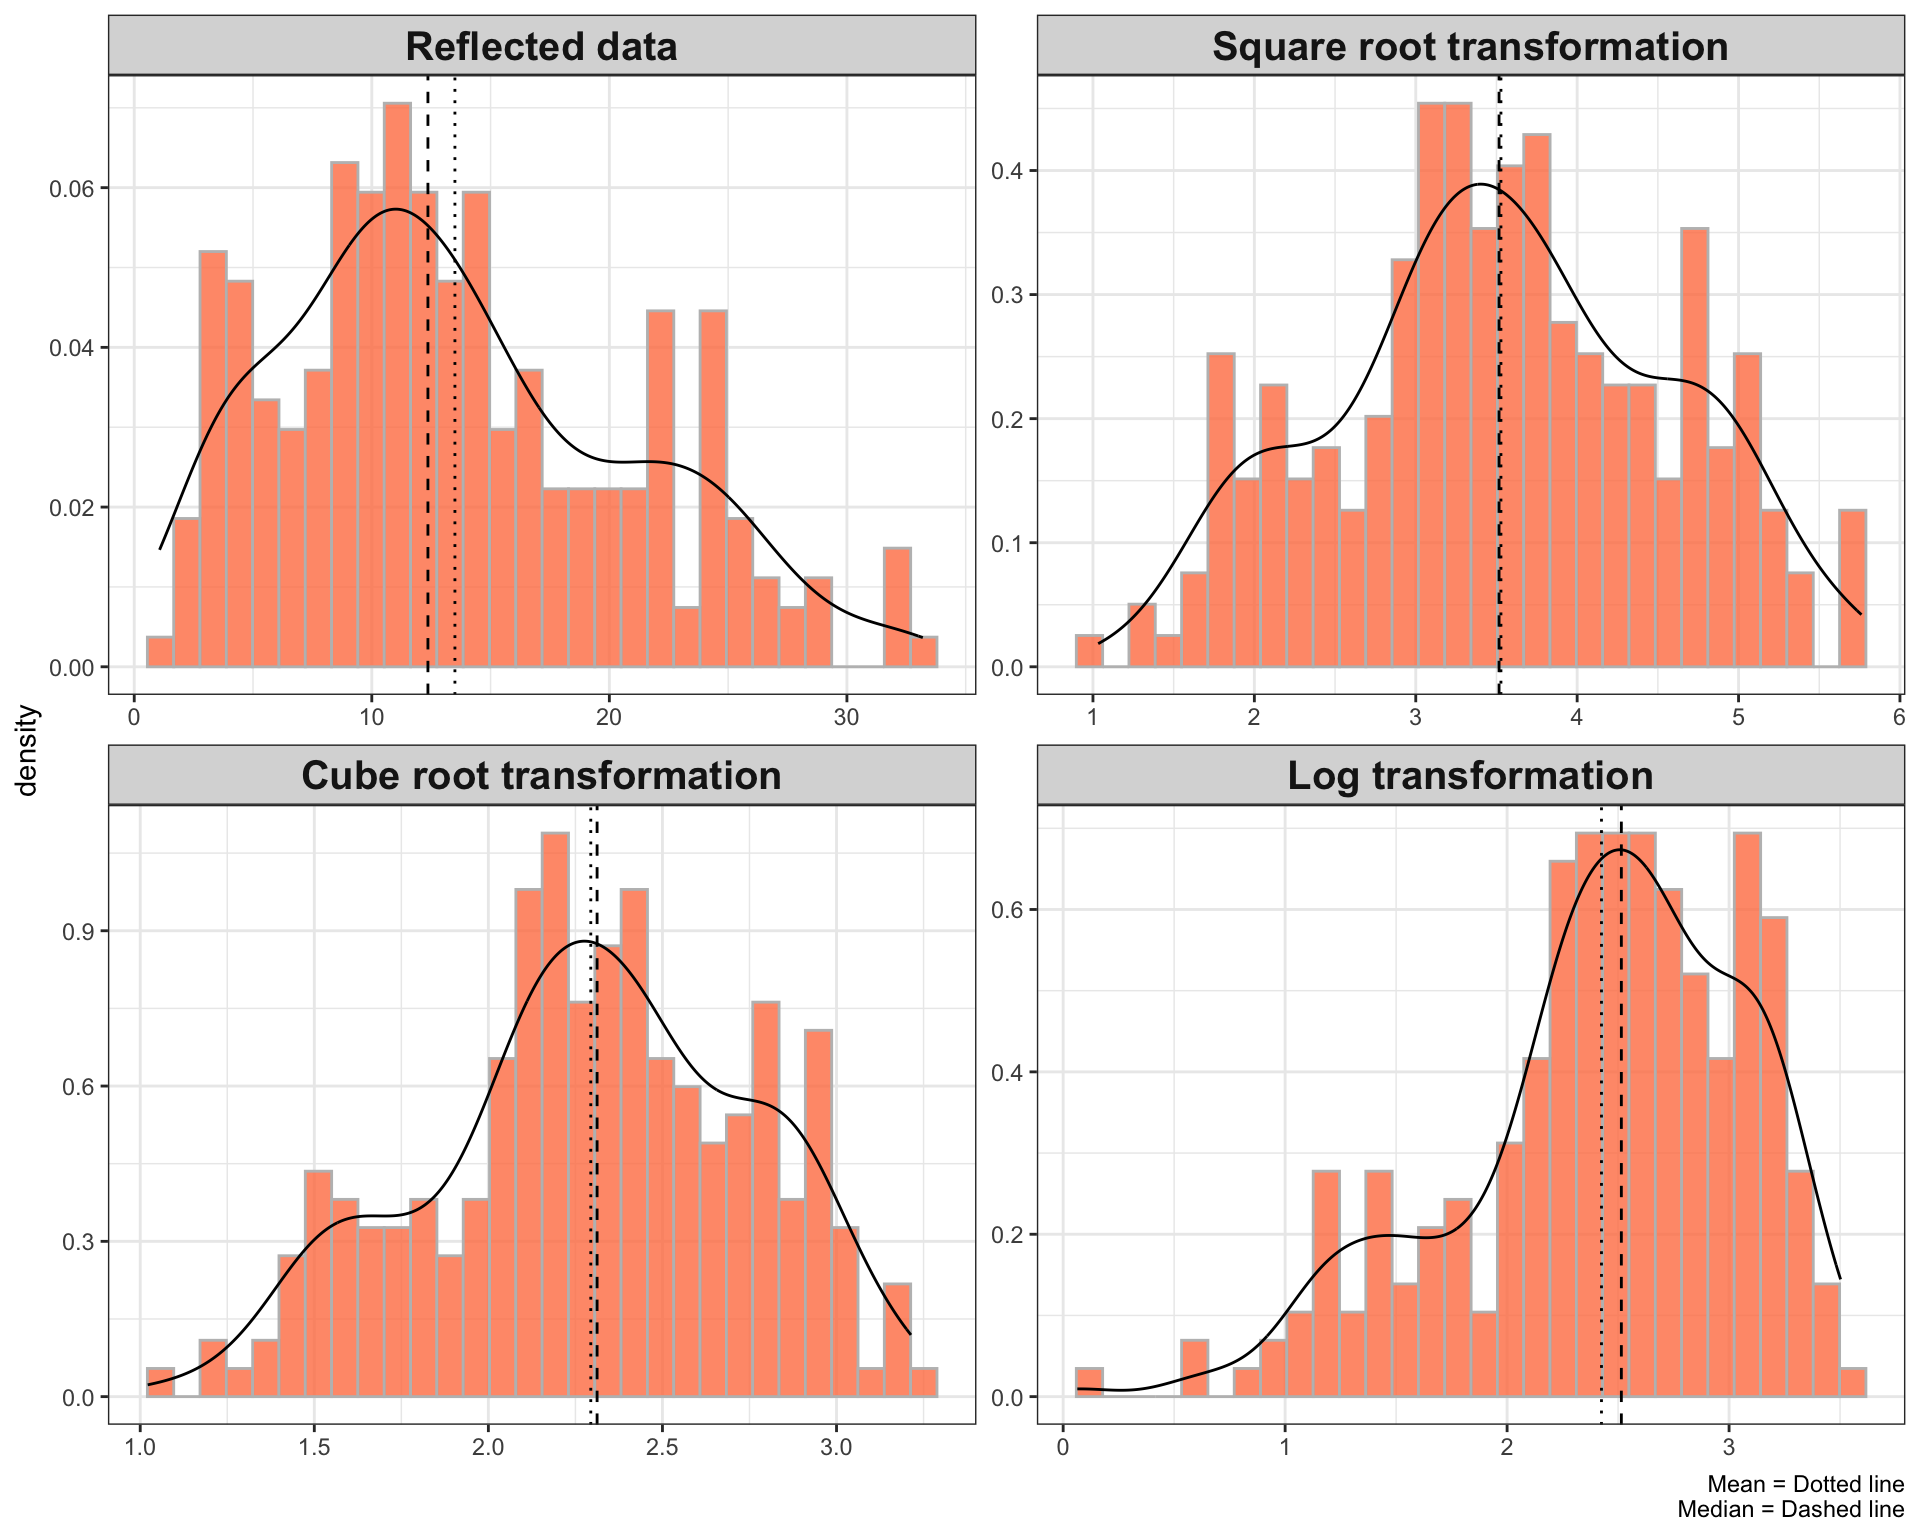 Reflected data
Square root transformation
0.06
0.04
0.02
0.00
0 10 20 30
0.4
0.3
0.2
0.1
0.0
1 2 3 4 5 6
density
Cube root transformation
Log transformation
0.9
0.6
0.3
0.0
1.0 1.5 2.0 2.5 3.0
0.6
0.4
0.2
0.0
0 1 2 3
Mean = Dotted line
Median = Dashed line